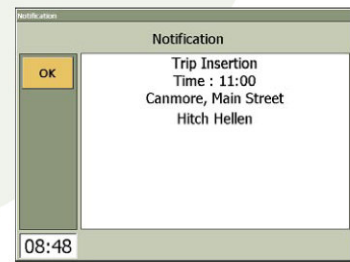 Notification
Notification
OK
Trip Insertion
Time : 11:00
Canmore, Main Street
Hitch Hellen
08:48